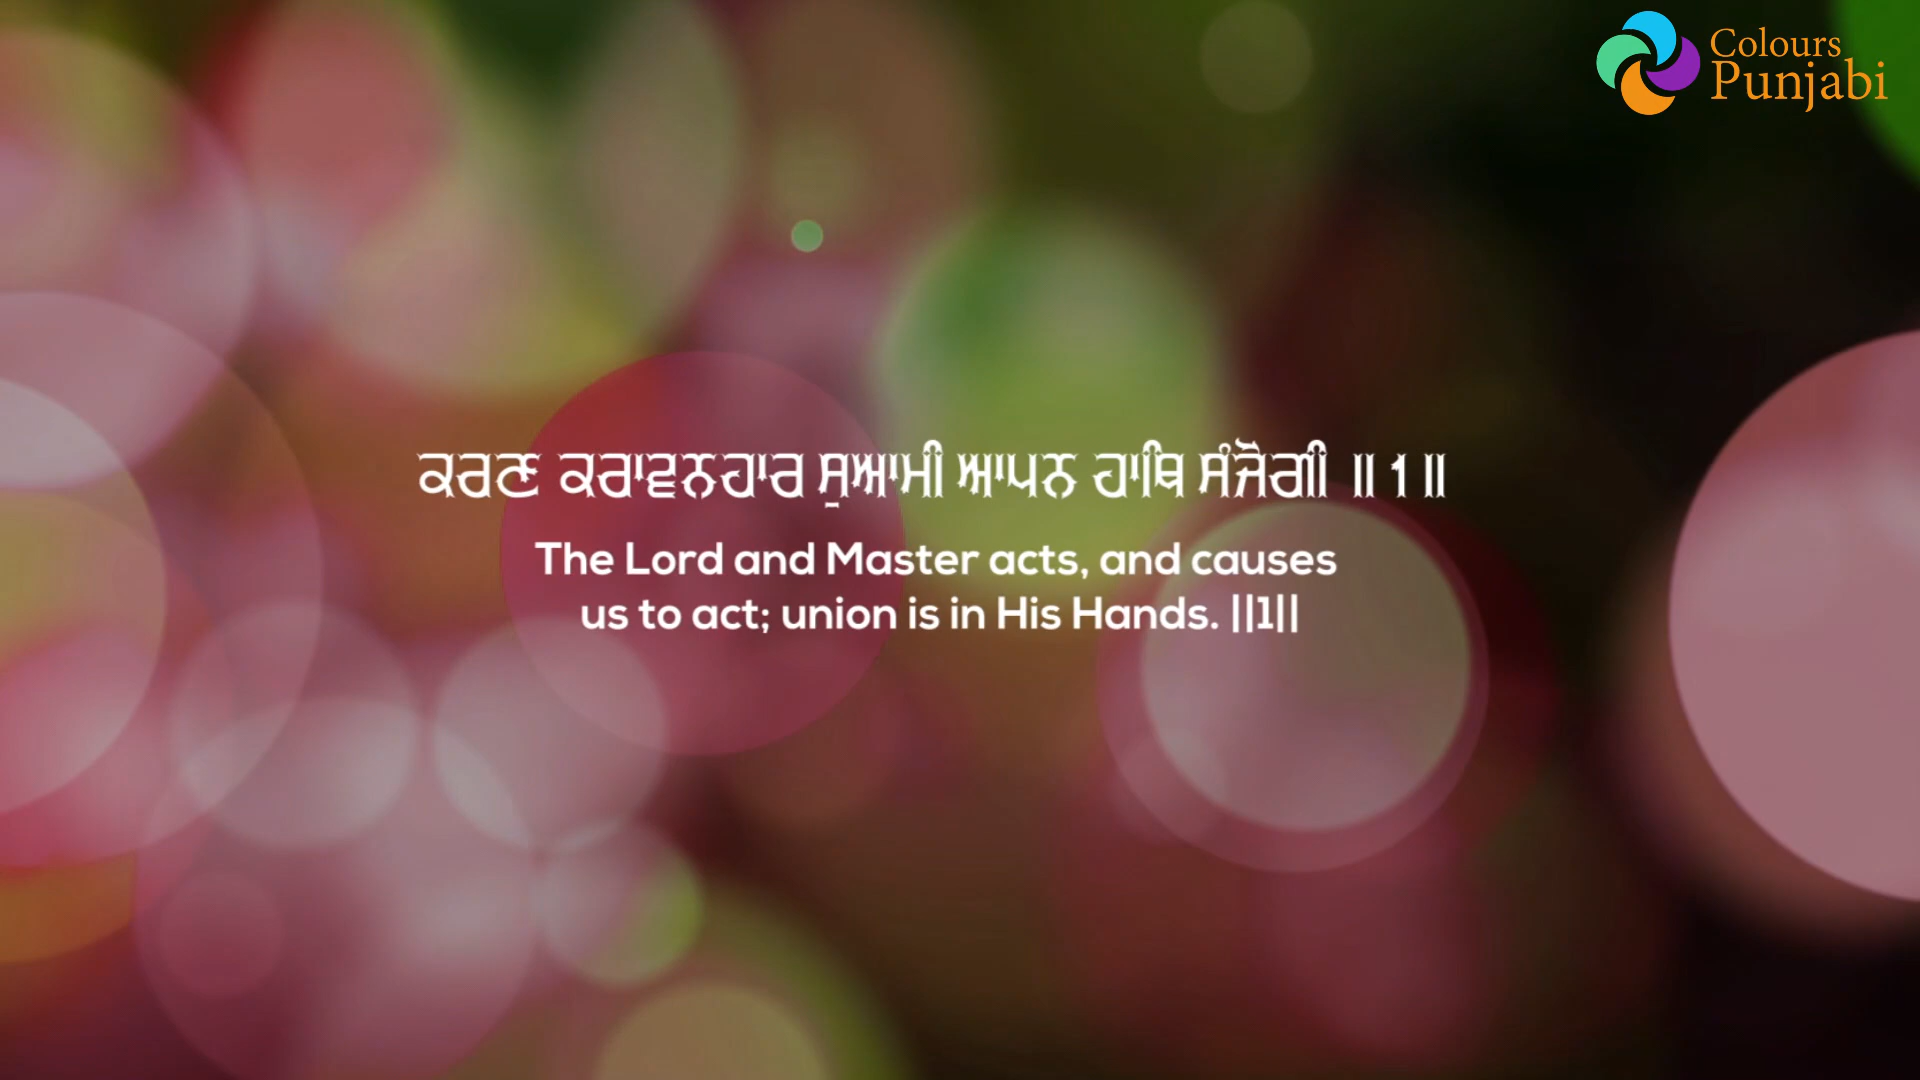 Colours
Punjabi
ਕਰਣ ਕਰਾਵਨਹਾਰ ਸੁਆਮੀ ਆਪਨ ਹਾਥਿ ਸੰਜੋਗੀ ॥੧॥
The Lord and Master acts, and causes
us to act; union is in His Hands. ||1||